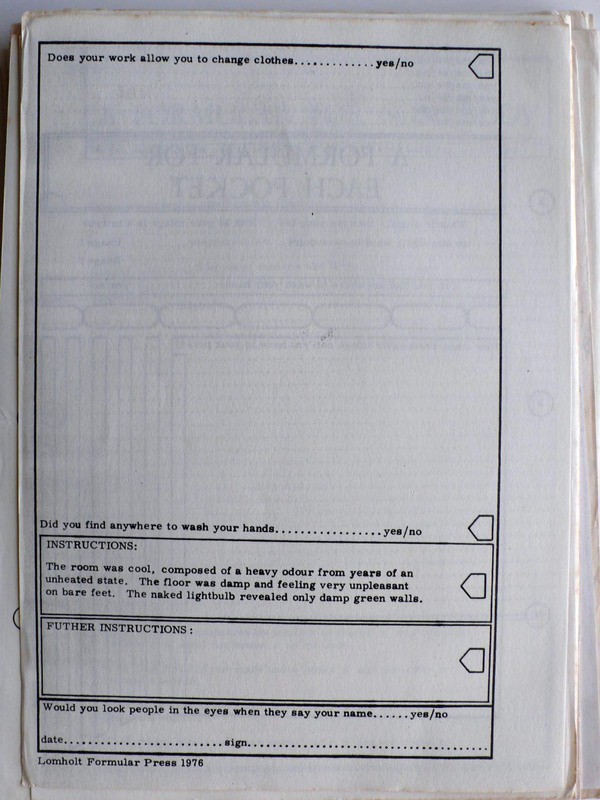 Does your work allow you to change clothes.............yes/no
A FORMULAR FOR
EACH POCKET
Did you find anywhere to wash your hands.................yes/no
INSTRUCTIONS:
The room was cool, composed of a heavy odour from years of an
unheated state. The floor was damp and feeling very unpleasant
on bare feet. The naked lightbulb revealed only damp green walls.
FUTHER INSTRUCTIONS:
Would you look people in the eyes when they say your name......yes/no
date.........................sign......................................
Lomholt Formular Press 1976